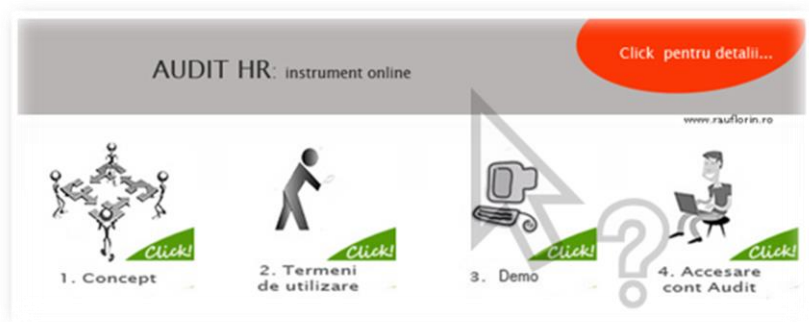 AUDIT HR: instrument online
Click pentru detalii...
www.rauflorin.ro
Click!
Click!
Click!
Click!
1. Concept
2. Termeni
de utilizare
3. Demo
4. Accesare
cont Audit
?